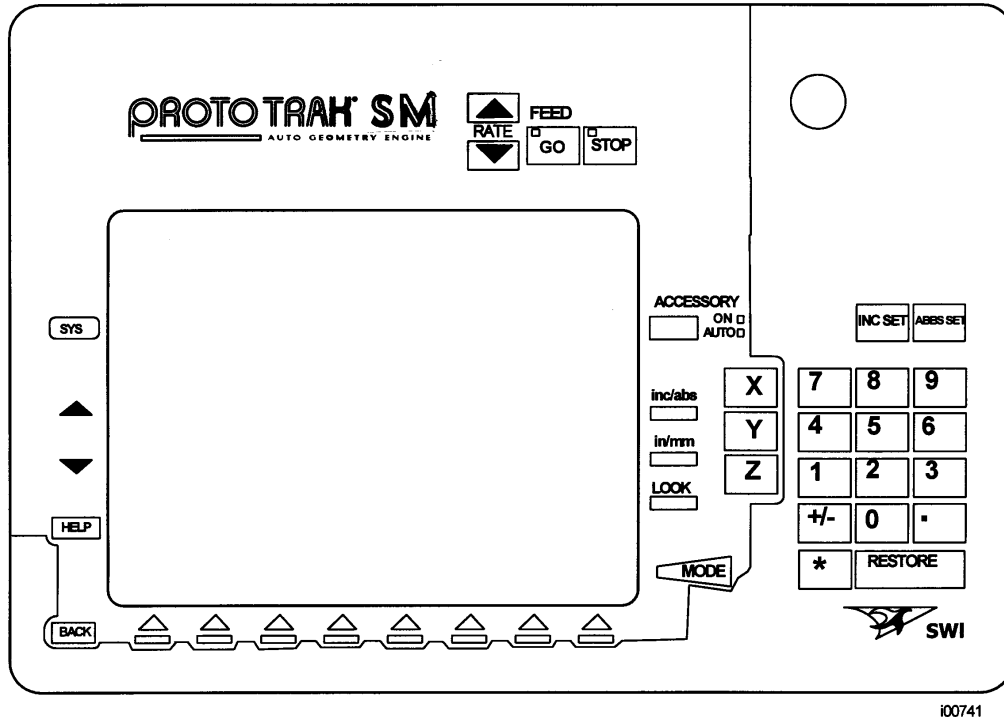 PROTOTRAK SM
AUTO GEOMETRY ENGINE
FEED
RATE
GO STOP
SYS
ACCESSORY
ON
AUTO
INC SET ABBS SET
inc/abs
in/mm
LOOK
X
Y
Z
7 8 9
4 5 6
1 2 3
+/- 0 .
* RESTORE
HELP
MODE
BACK
SWI
i00741